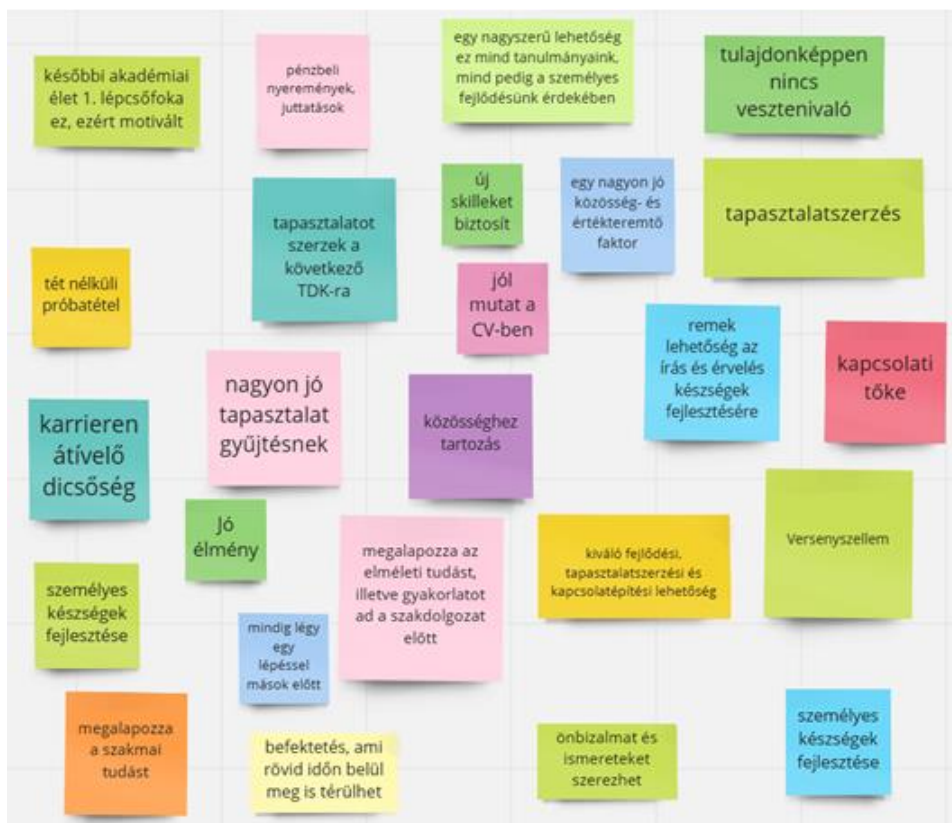 későbbi akadémiai
élet 1. lépcsőfoka
ez, ezért motivált
pénzbeli
nyeremények,
juttatások
egy nagyszerű lehetőség
ez mind tanulmányaink,
mind pedig a személyes
fejlődésünk érdekében
tulajdonképpen
nincs
vesztenivaló
tapasztalatot
szerzek a
következő
TDK-ra
új
skilleket
biztosít
egy nagyon jó
közösség- és
értékteremtő
faktor
tapasztalatszerzés
tét nélküli
próbatétel
jól
mutat a
CV-ben
remek
lehetőség az
írás és érvelés
készségek
fejlesztésére
kapcsolati
tőke
karrieren
átívelő
dicsőség
nagyon jó
tapasztalat
gyűjtésnek
közösséghez
tartozás
Jó
élmény
megalapozza az
elméleti tudást,
illetve gyakorlatot
ad a szakdolgozat
előtt
kiváló fejlődési,
tapasztalatszerzési és
kapcsolatépítési lehetőség
Versenyszellem
személyes
készségek
fejlesztése
mindig légy
egy
lépéssel
mások előtt
megalapozza
a szakmai
tudást
befektetés, ami
rövid időn belül
meg is térülhet
önbizalmat és
ismereteket
szerezhet
személyes
készségek
fejlesztése